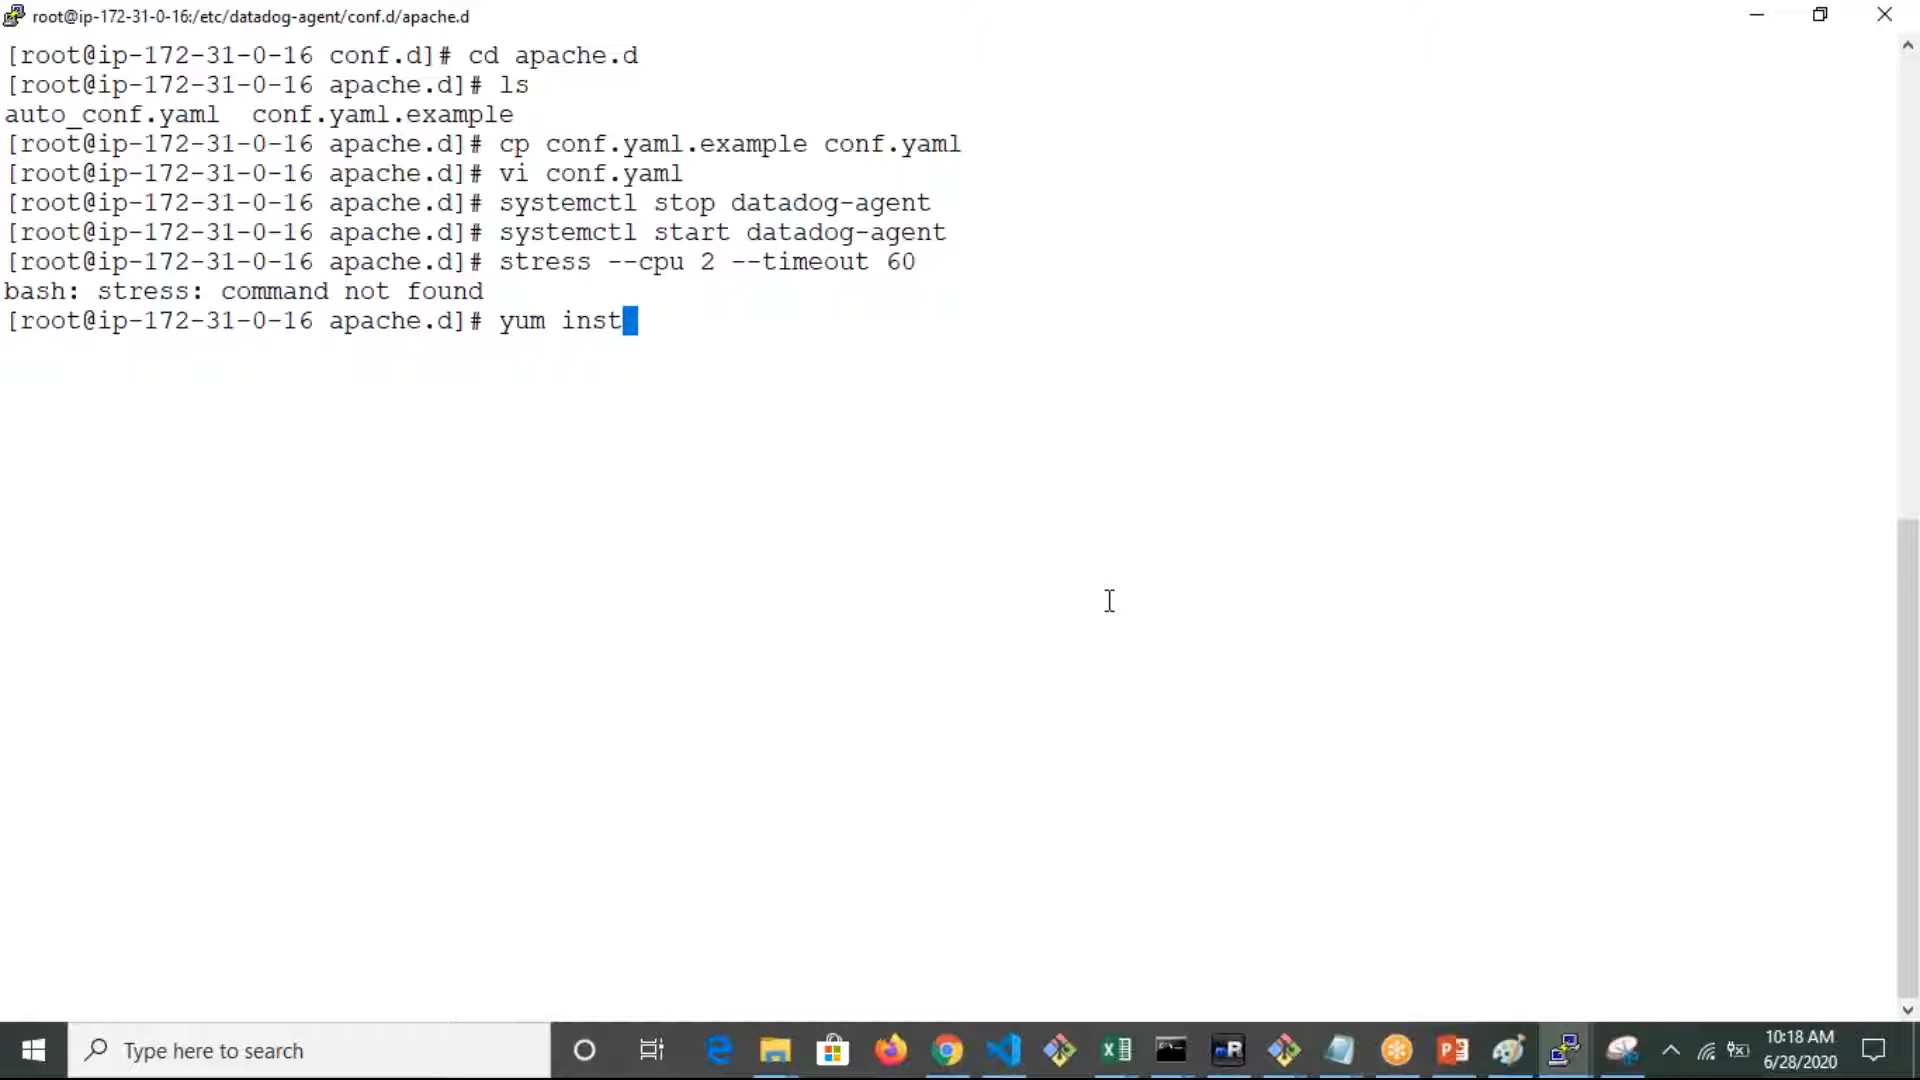 root@ip-172-31-0-16:/etc/datadog-agent/conf.d/apache.d
[root@ip-172-31-0-16 conf.d]# cd apache.d
[root@ip-172-31-0-16 apache.d]# ls
auto_conf.yaml  conf.yaml.example
[root@ip-172-31-0-16 apache.d]# cp conf.yaml.example conf.yaml
[root@ip-172-31-0-16 apache.d]# vi conf.yaml
[root@ip-172-31-0-16 apache.d]# systemctl stop datadog-agent
[root@ip-172-31-0-16 apache.d]# systemctl start datadog-agent
[root@ip-172-31-0-16 apache.d]# stress --cpu 2 --timeout 60
bash: stress: command not found
[root@ip-172-31-0-16 apache.d]# yum inst
Type here to search
10:18 AM
6/28/2020